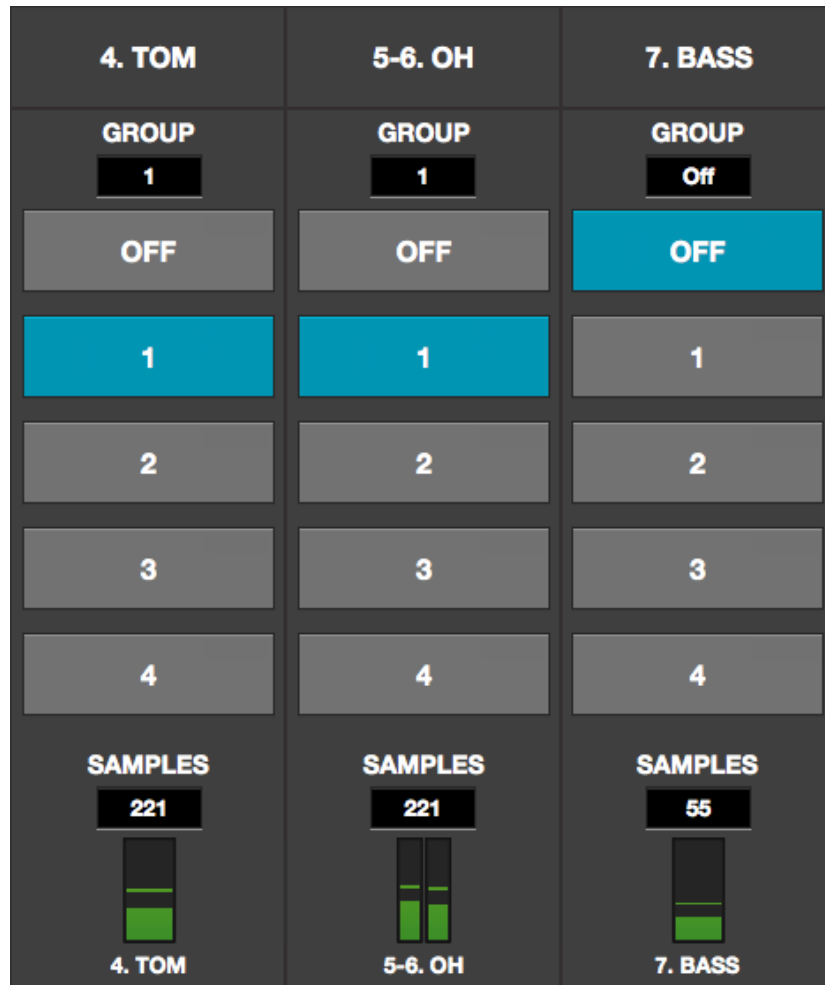 4. TOM 5-6. OH 7. BASS
GROUP GROUP GROUP
1 1 Off
OFF OFF OFF
1 1 1
2 2 2
3 3 3
4 4 4
SAMPLES SAMPLES SAMPLES
221 221 55
4. TOM 5-6. OH 7. BASS